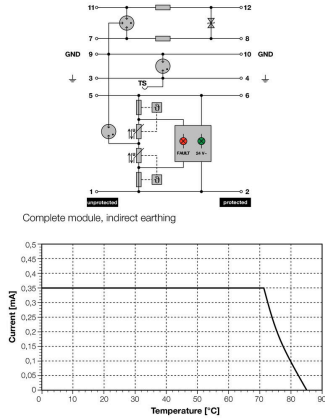 11 12
7 8
GND 9 10 GND
3 4
TS
5 6
ϑ
FAULT 24 V~
ϑ
1 2
unprotected protected
Complete module, indirect earthing
Current [mA]
0,5
0,45
0,4
0,35
0,3
0,25
0,2
0,15
0,1
0,05
0
0 10 20 30 40 50 60 70 80 90
Temperature [°C]